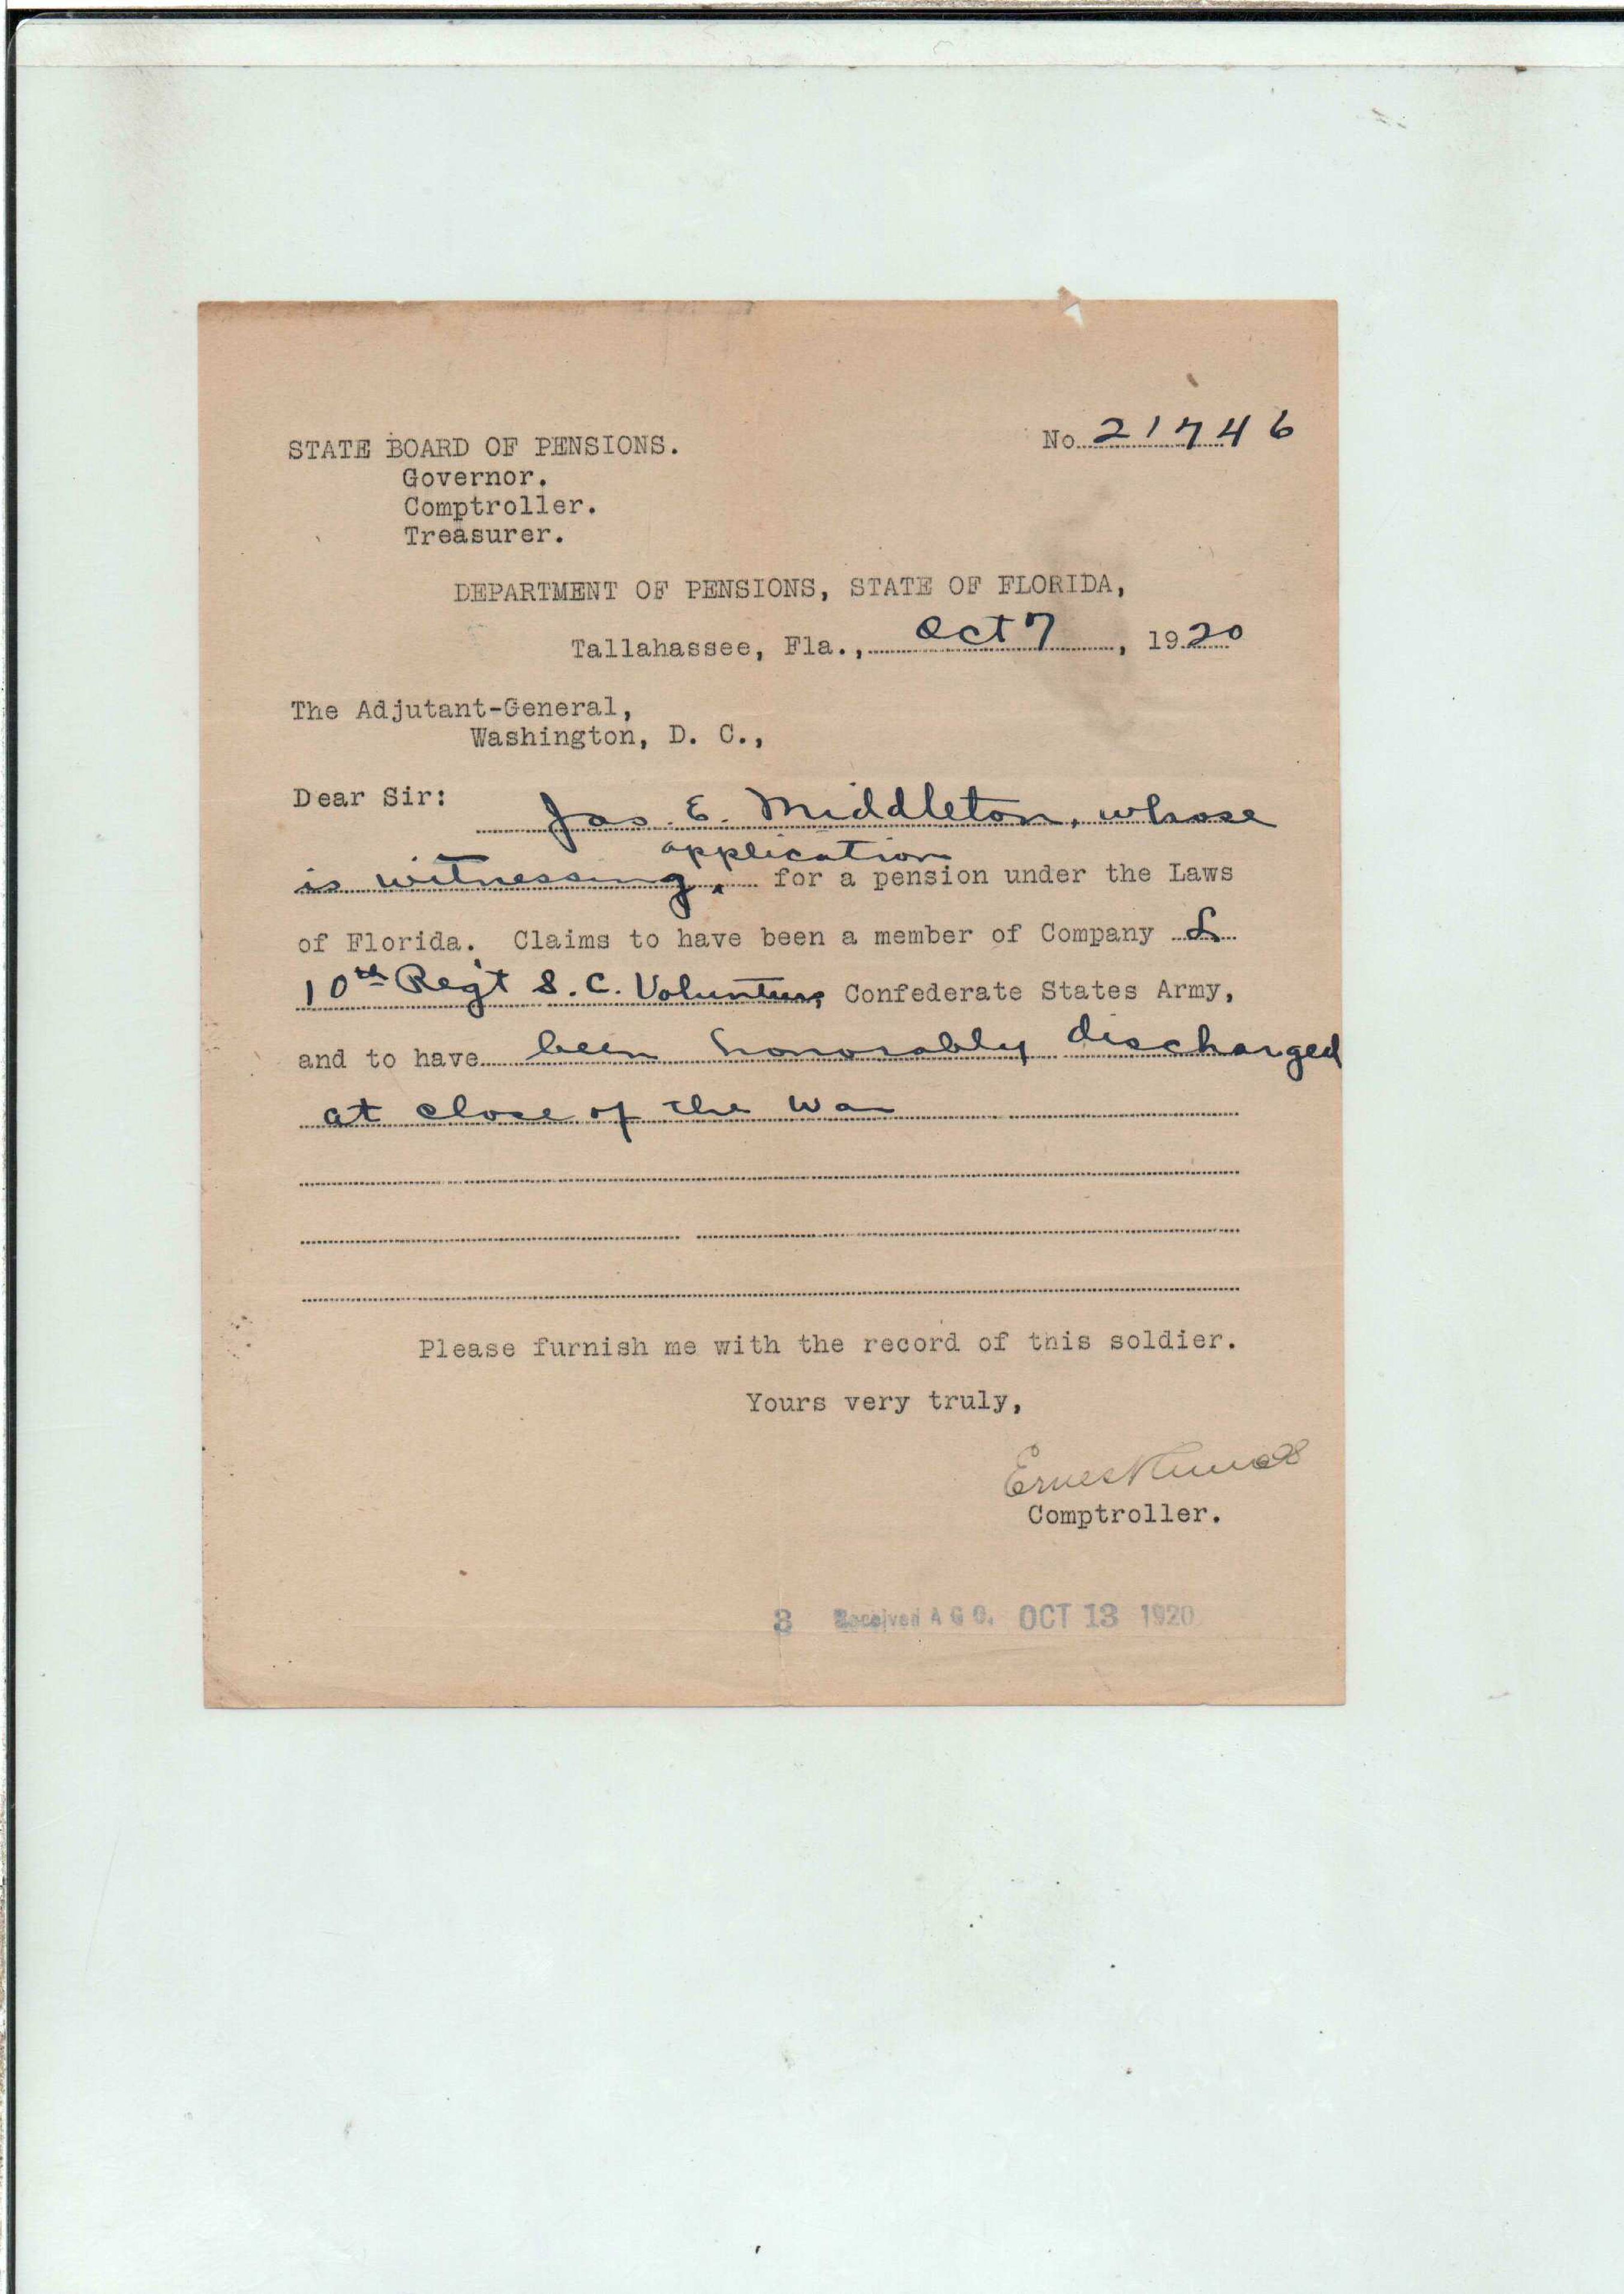 No. 21746
STATE BOARD OF PENSIONS.
Governor.
Comptroller.
Treasurer.
DEPARTMENT OF PENSIONS, STATE OF FLORIDA,
Tallahassee, Fla., Oct 7, 1920
The Adjutant-General,
Washington, D. C.,
Dear Sir:
Jas. E. Middleton, whose
application
is witnessing, for a pension under the Laws
of Florida. Claims to have been a member of Company L
10th Reg't S. C. Volunteers, Confederate States Army,
and to have been honorably discharged
at close of the War
Please furnish me with the record of this soldier.
Yours very truly,
Ernest Amos
Comptroller.
8 Received A G O. OCT 13 1920